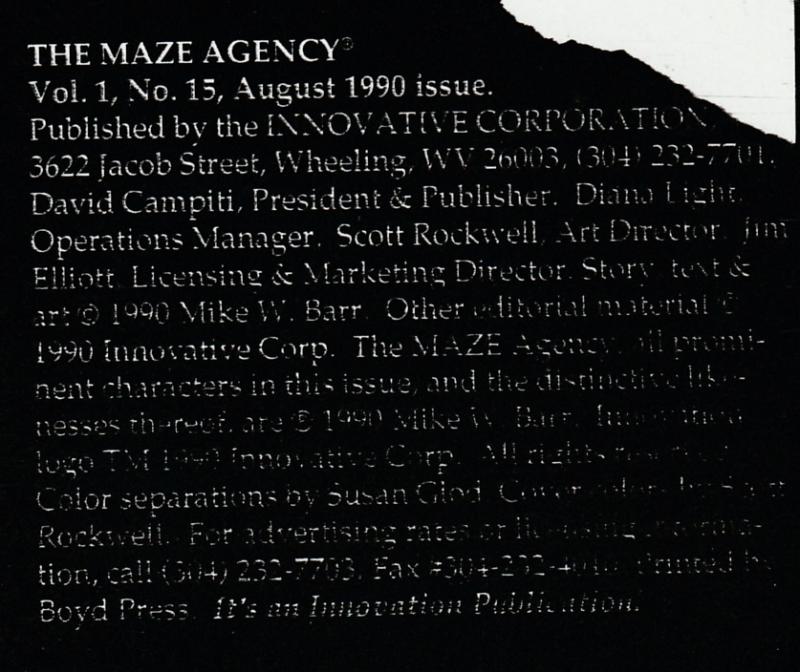 THE MAZE AGENCY®
Vol. 1, No. 15, August 1990 issue.
Published by the INNOVATIVE CORPORATION,
3622 Jacob Street, Wheeling, WV 26003, (304) 232-7701.
David Campiti, President & Publisher. Diana Light,
Operations Manager. Scott Rockwell, Art Director. Jim
Elliott, Licensing & Marketing Director. Story, text &
art © 1990 Mike W. Barr. Other editorial material ©
1990 Innovative Corp. The MAZE Agency, all promi-
nent characters in this issue, and the distinctive like-
nesses thereof, are © 1990 Mike W. Barr. Innovation
logo TM 1990 Innovative Corp. All rights reserved.
Color separations by Susan Glod. Cover colors by Scott
Rockwell. For advertising rates or licensing informa-
tion, call (304) 232-7703. Fax #304-232- Printed by
Boyd Press. It's an Innovation Publication.